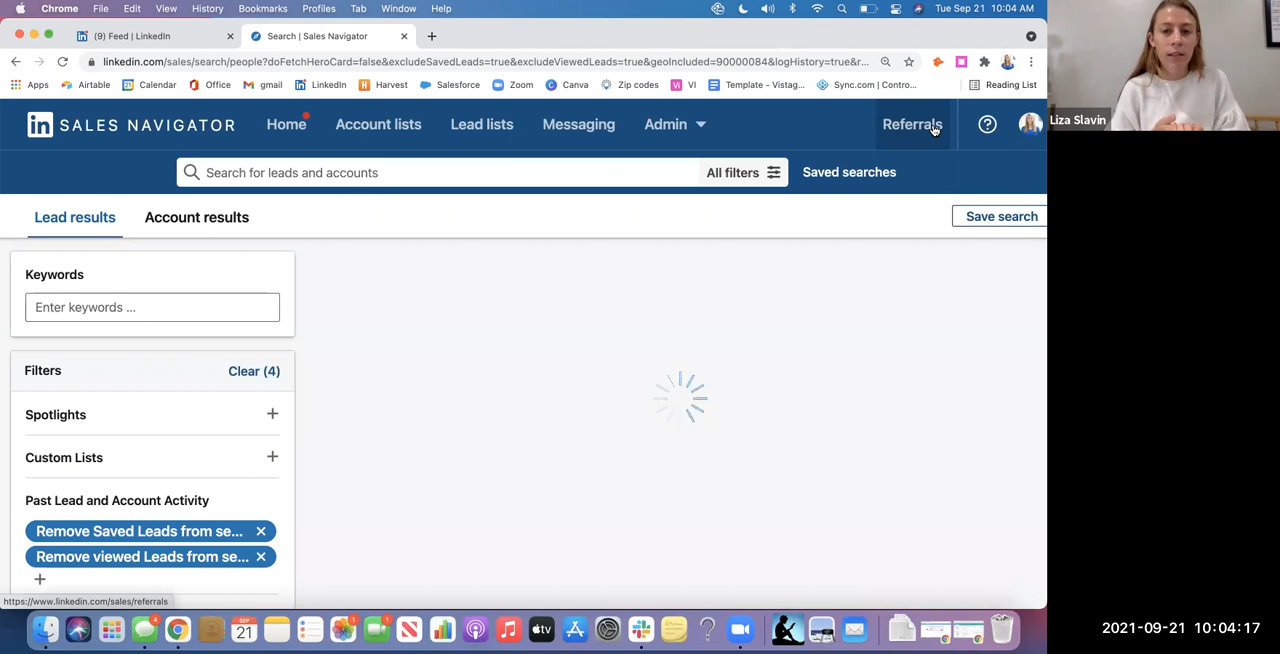 Chrome File Edit View History Bookmarks Profiles Tab Window Help Tue Sep 21 10:04 AM
(9) Feed | LinkedIn Search | Sales Navigator
linkedin.com/sales/search/people?doFetchHeroCard=false&excludeSavedLeads=true&excludeViewedLeads=true&geoIncluded=90000084&logHistory=true&r...
Apps Airtable Calendar Office gmail LinkedIn Harvest Salesforce Zoom Canva Zip codes VI Template - Vistag... Sync.com (Contro... Reading List
in SALES NAVIGATOR Home Account lists Lead lists Messaging Admin Referrals
Liza Slavin
Search for leads and accounts All filters Saved searches
Lead results Account results Save search
Keywords
Enter keywords ...
Filters Clear (4)
Spotlights
Custom Lists
Past Lead and Account Activity
Remove Saved Leads from se...
Remove viewed Leads from se...
https://www.linkedin.com/sales/referrals
SEP
21
tv
2021-09-21 10:04:17